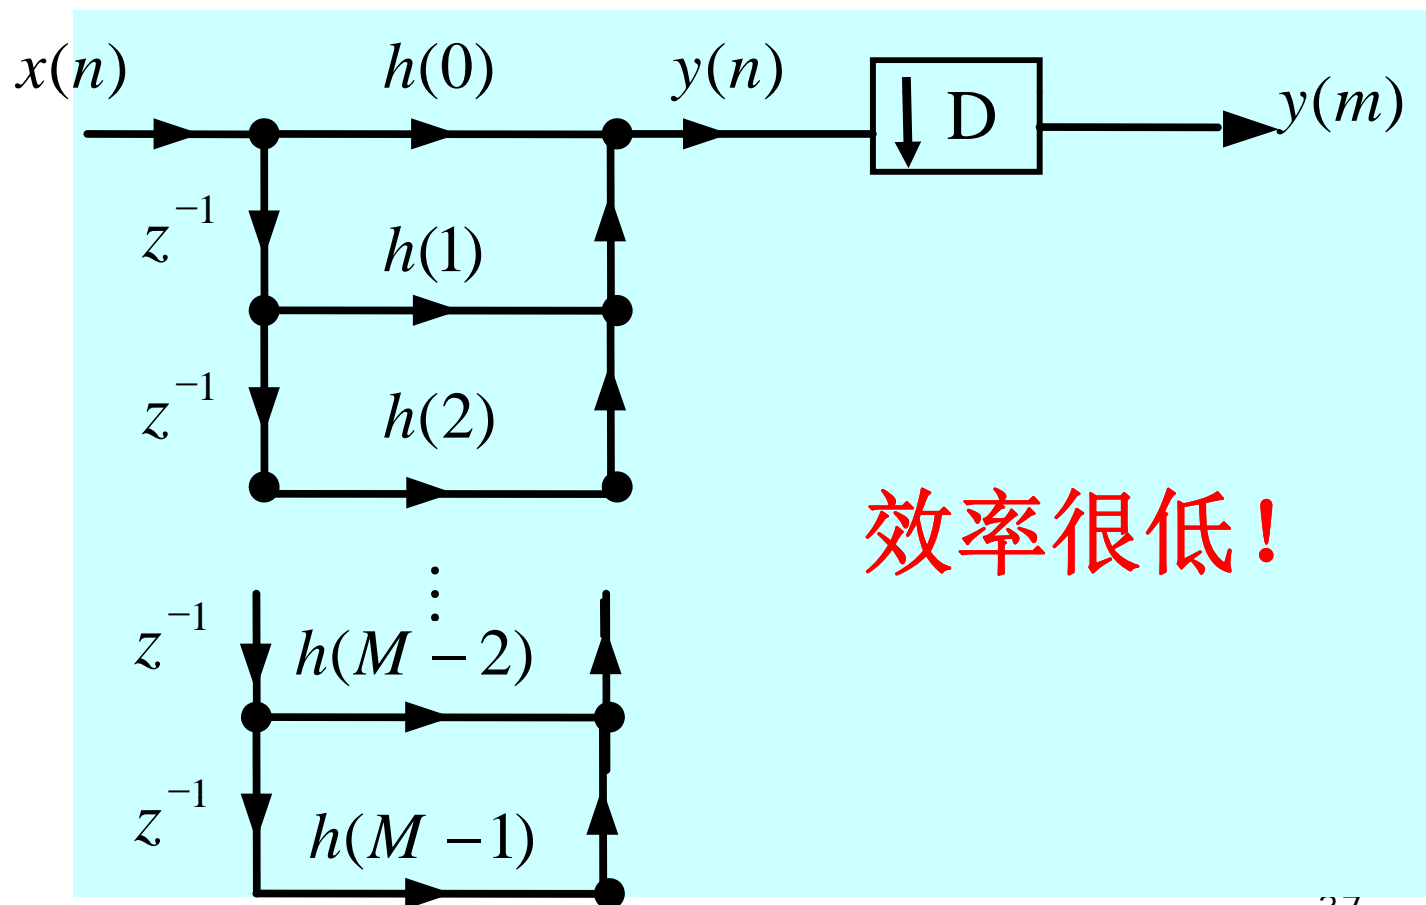 x(n)
h(0)
y(n)
↓ D
y(m)
z⁻¹
h(1)
z⁻¹
h(2)
效率很低！
⋮
z⁻¹
h(M − 2)
z⁻¹
h(M − 1)